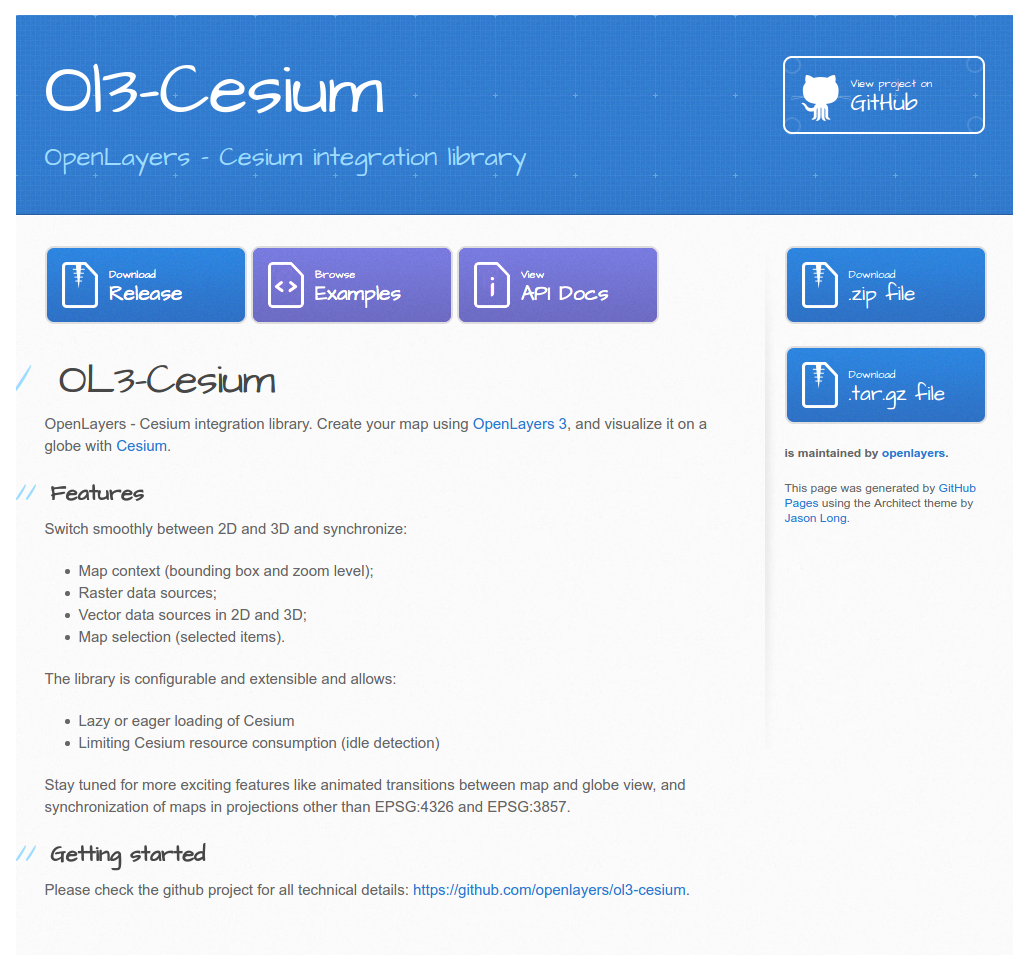 Ol3-Cesium
OpenLayers - Cesium integration library
View project on
GitHub
Download
Release
Browse
Examples
View
API Docs
OL3-Cesium
OpenLayers - Cesium integration library. Create your map using OpenLayers 3, and visualize it on a
globe with Cesium.
Features
Switch smoothly between 2D and 3D and synchronize:
Map context (bounding box and zoom level);
Raster data sources;
Vector data sources in 2D and 3D;
Map selection (selected items).
The library is configurable and extensible and allows:
Lazy or eager loading of Cesium
Limiting Cesium resource consumption (idle detection)
Stay tuned for more exciting features like animated transitions between map and globe view, and
synchronization of maps in projections other than EPSG:4326 and EPSG:3857.
Getting started
Please check the github project for all technical details: https://github.com/openlayers/ol3-cesium.
Download
.zip file
Download
.tar.gz file
is maintained by openlayers.
This page was generated by GitHub
Pages using the Architect theme by
Jason Long.